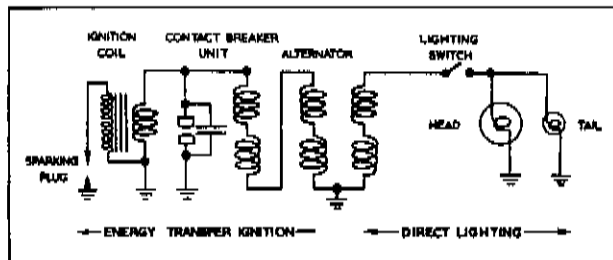 IGNITION
COIL
CONTACT BREAKER
UNIT
ALTERNATOR
LIGHTING
SWITCH
HEAD
TAIL
SPARKING
PLUG
ENERGY TRANSFER IGNITION
DIRECT LIGHTING